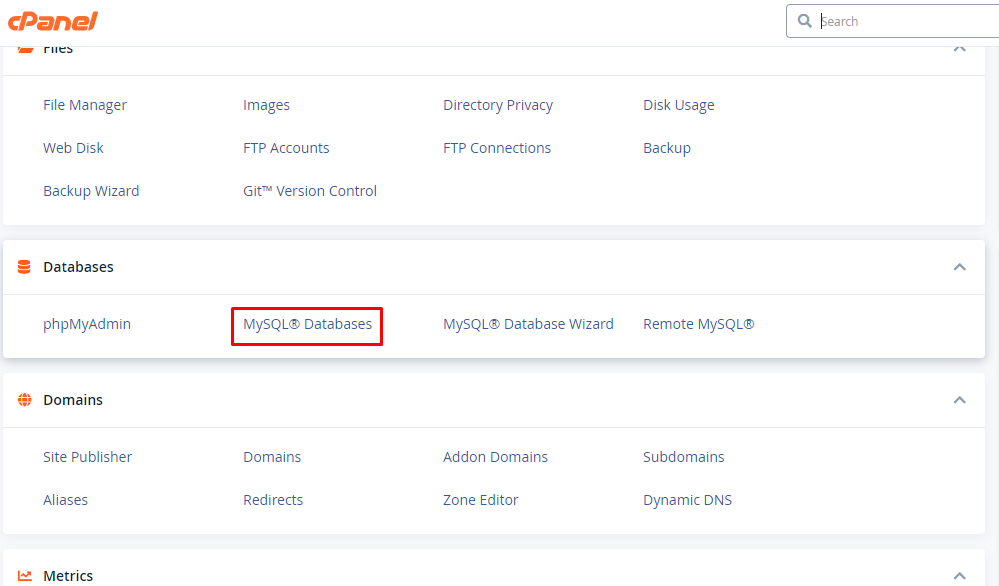 cPanel
Search
Files
File Manager
Images
Directory Privacy
Disk Usage
Web Disk
FTP Accounts
FTP Connections
Backup
Backup Wizard
Git™ Version Control
Databases
phpMyAdmin
MySQL® Databases
MySQL® Database Wizard
Remote MySQL®
Domains
Site Publisher
Domains
Addon Domains
Subdomains
Aliases
Redirects
Zone Editor
Dynamic DNS
Metrics